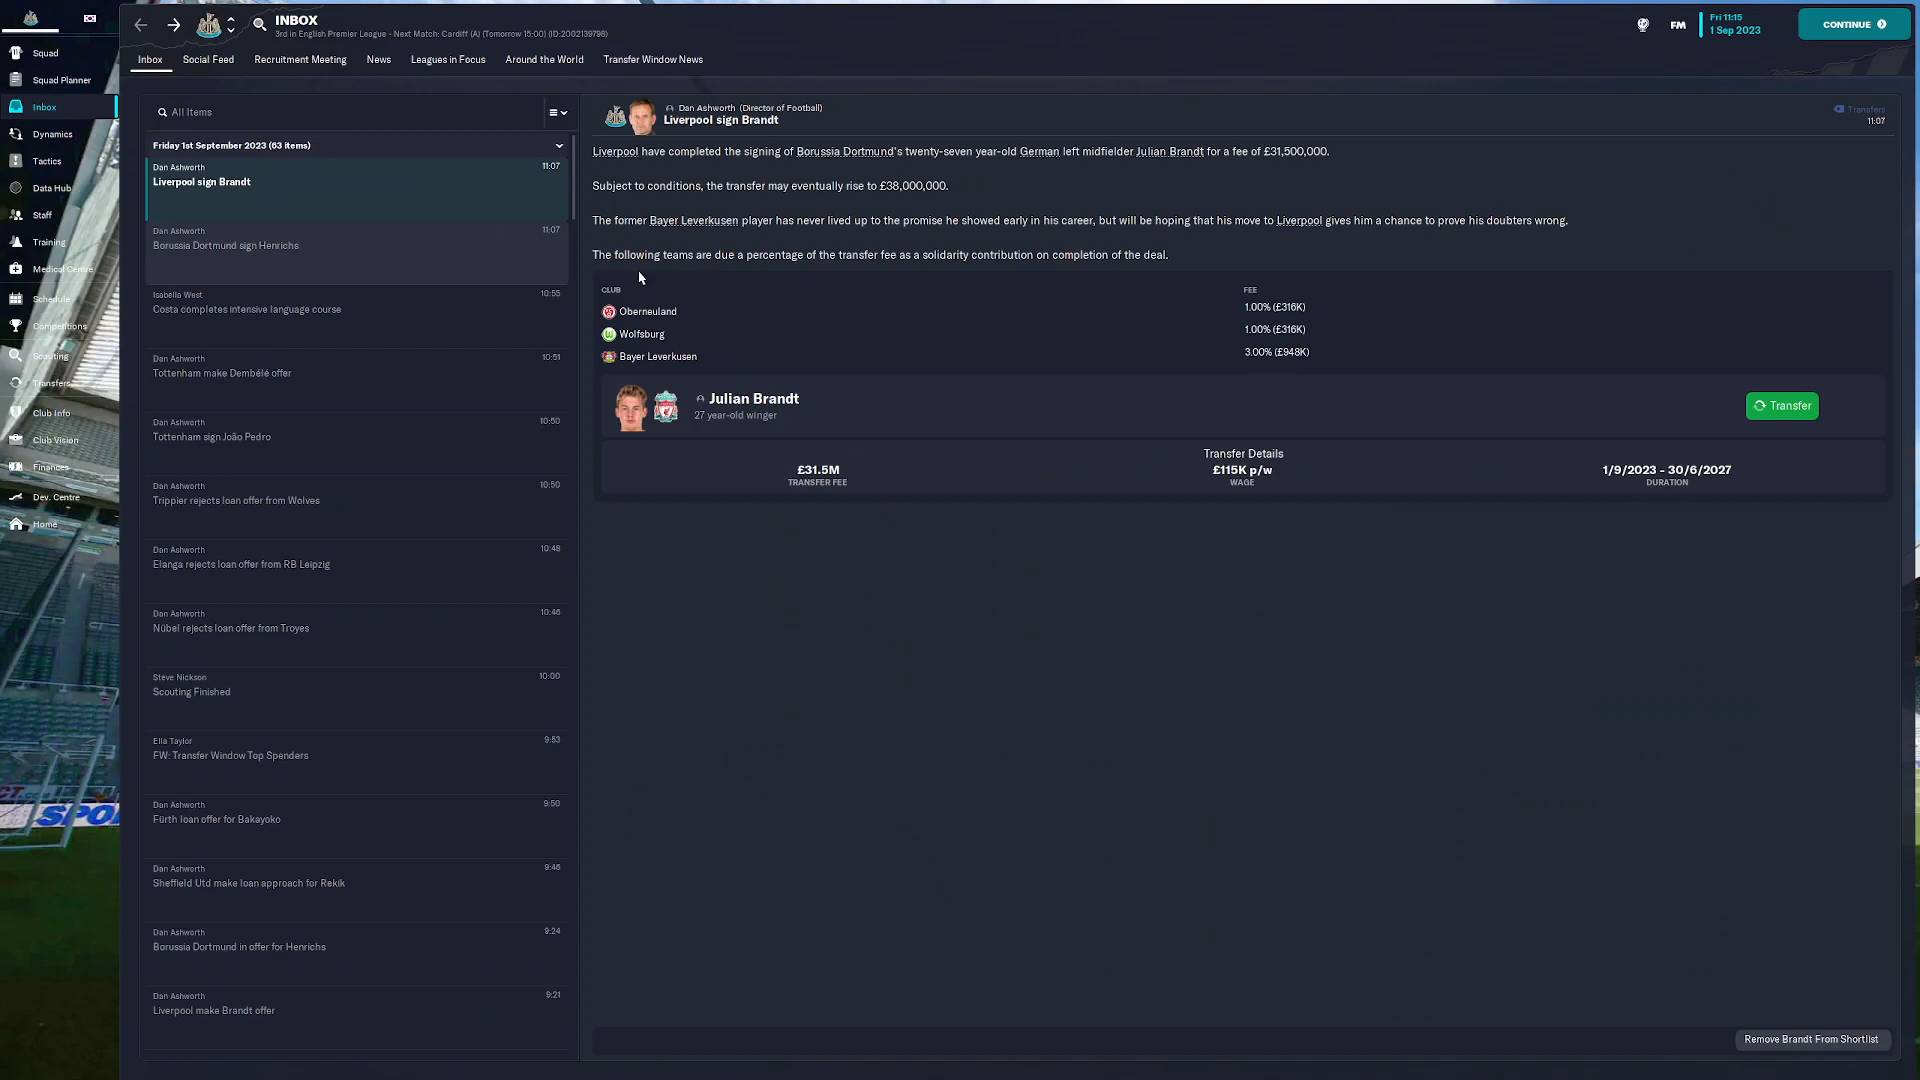 INBOX
3rd in English Premier League - Next Match: Cardiff (A) (Tomorrow 15:00) (ID:2002139798)
FM
Fri 11:15
1 Sep 2023
CONTINUE
Inbox
Social Feed
Recruitment Meeting
News
Leagues in Focus
Around the World
Transfer Window News
Squad
Squad Planner
Inbox
Dynamics
Tactics
Data Hub
Staff
Training
Medical Centre
Schedule
Competitions
Scouting
Transfers
Club Info
Club Vision
Finances
Dev. Centre
Home
All Items
Friday 1st September 2023 (63 items)
Dan Ashworth 11:07
Liverpool sign Brandt
Dan Ashworth 11:07
Borussia Dortmund sign Henrichs
Isabella West 10:55
Costa completes intensive language course
Dan Ashworth 10:51
Tottenham make Dembélé offer
Dan Ashworth 10:50
Tottenham sign João Pedro
Dan Ashworth 10:50
Trippier rejects loan offer from Wolves
Dan Ashworth 10:48
Elanga rejects loan offer from RB Leipzig
Dan Ashworth 10:46
Nübel rejects loan offer from Troyes
Steve Nickson 10:00
Scouting Finished
Ella Taylor 9:53
FW: Transfer Window Top Spenders
Dan Ashworth 9:50
Fürth loan offer for Bakayoko
Dan Ashworth 9:46
Sheffield Utd make loan approach for Rekik
Dan Ashworth 9:24
Borussia Dortmund in offer for Henrichs
Dan Ashworth 9:21
Liverpool make Brandt offer
Dan Ashworth (Director of Football)
Liverpool sign Brandt
Transfers
11:07
Liverpool have completed the signing of Borussia Dortmund's twenty-seven year-old German left midfielder Julian Brandt for a fee of £31,500,000.
Subject to conditions, the transfer may eventually rise to £38,000,000.
The former Bayer Leverkusen player has never lived up to the promise he showed early in his career, but will be hoping that his move to Liverpool gives him a chance to prove his doubters wrong.
The following teams are due a percentage of the transfer fee as a solidarity contribution on completion of the deal.
CLUB FEE
Oberneuland 1.00% (£316K)
Wolfsburg 1.00% (£316K)
Bayer Leverkusen 3.00% (£948K)
Julian Brandt
27 year-old winger
Transfer
Transfer Details
£31.5M £115K p/w 1/9/2023 - 30/6/2027
TRANSFER FEE WAGE DURATION
Remove Brandt From Shortlist